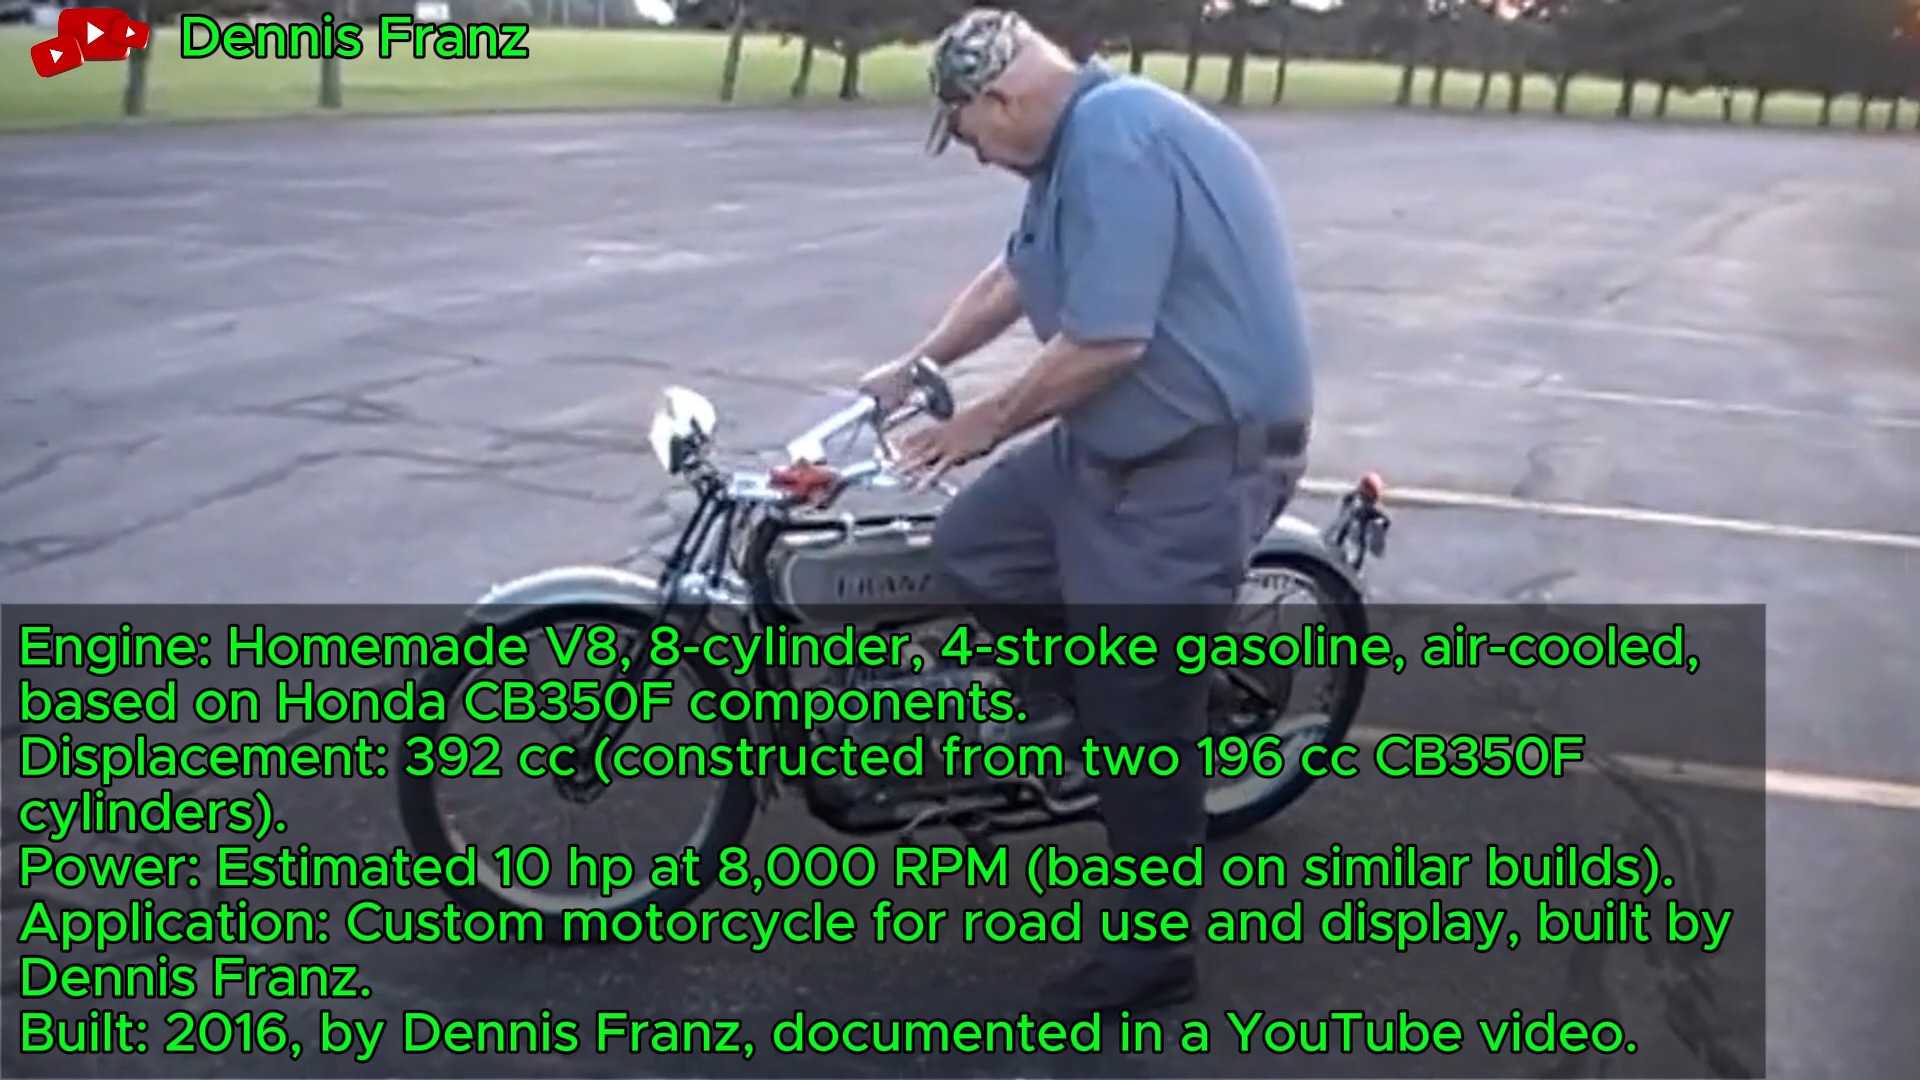 Dennis Franz
FRANZ
Engine: Homemade V8, 8-cylinder, 4-stroke gasoline, air-cooled,
based on Honda CB350F components.
Displacement: 392 cc (constructed from two 196 cc CB350F
cylinders).
Power: Estimated 10 hp at 8,000 RPM (based on similar builds).
Application: Custom motorcycle for road use and display, built by
Dennis Franz.
Built: 2016, by Dennis Franz, documented in a YouTube video.